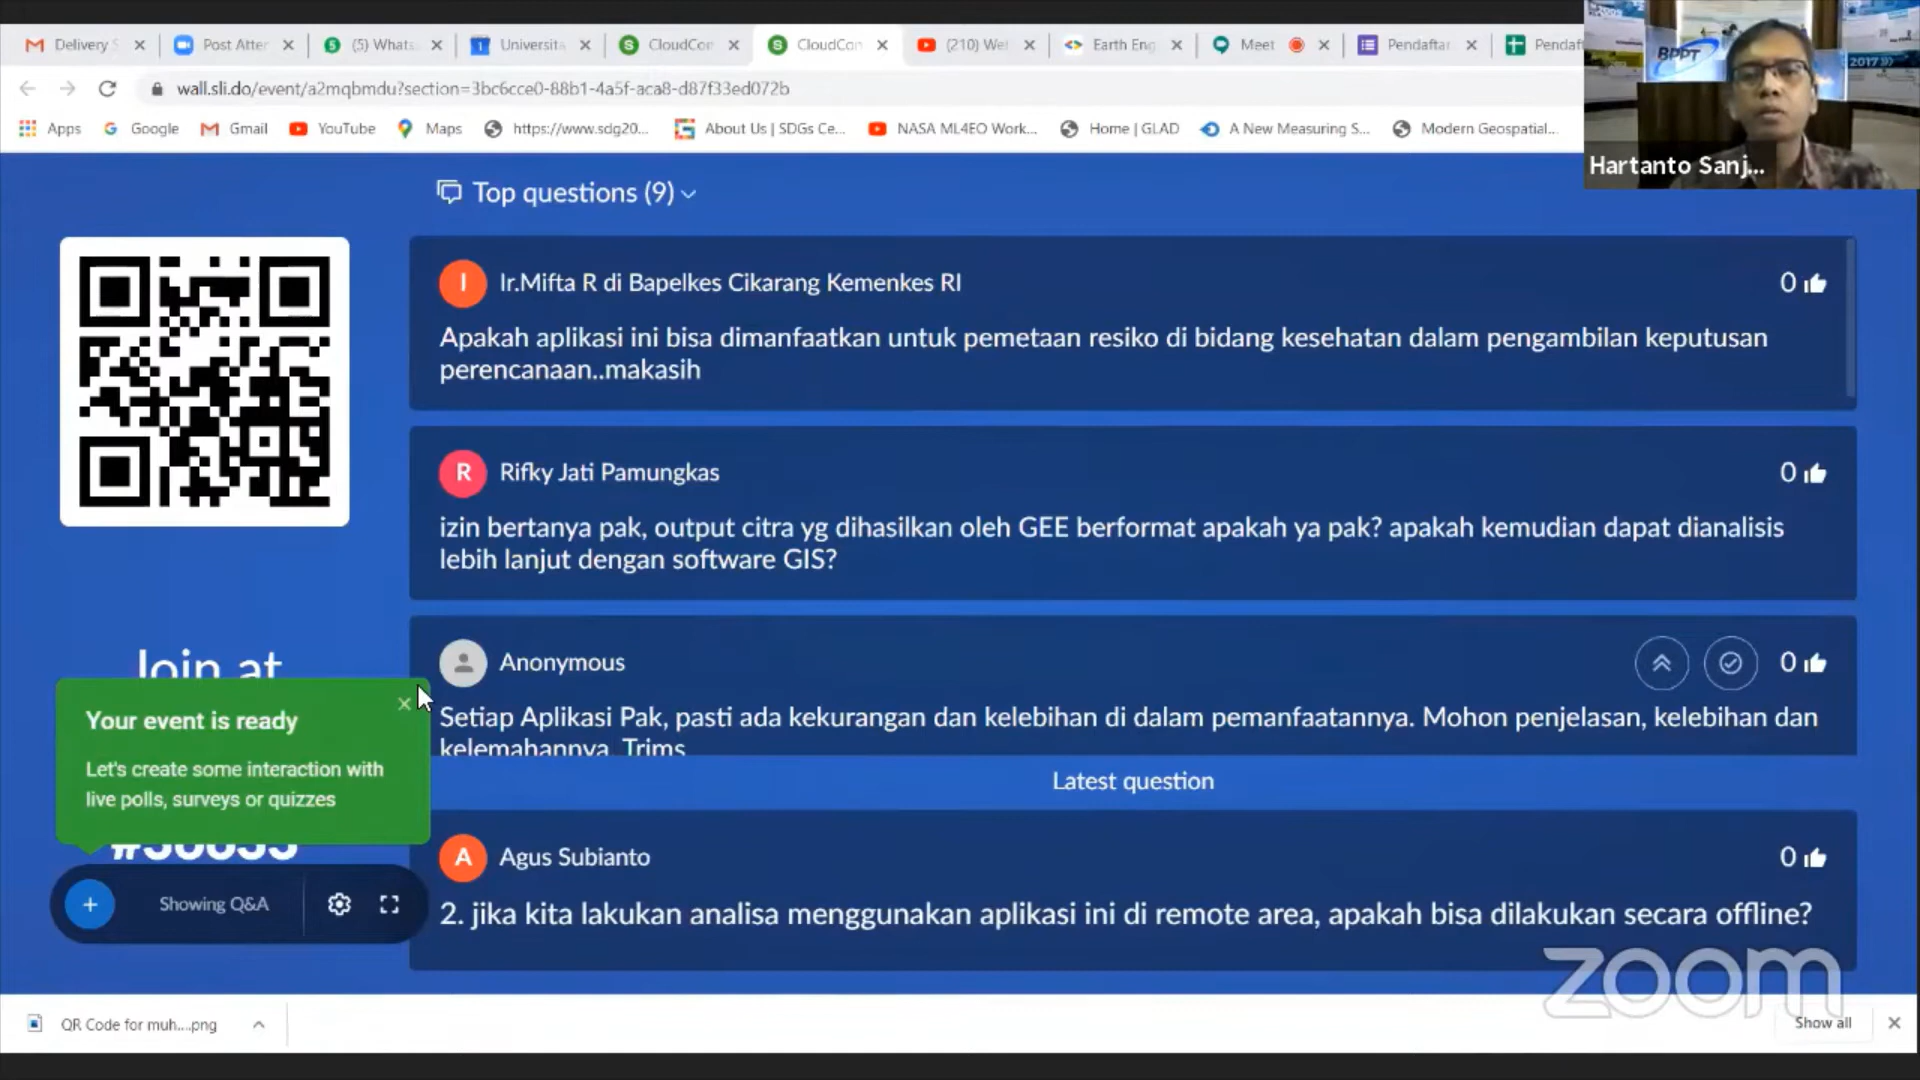 Delivery S
Post Atter
(5) Whats
Universita
CloudCon
CloudCon
(210) We
Earth Eng
Meet
Pendaftar
Pendaf
wall.sli.do/event/a2mqbmdu?section=3bc6cce0-88b1-4a5f-aca8-d87f33ed072b
Apps
Google
Gmail
YouTube
Maps
https://www.sdg20...
About Us | SDGs Ce...
NASA ML4EO Work...
Home | GLAD
A New Measuring S...
Modern Geospatial...
BPPT
2017
Hartanto Sanj...
Top questions (9)
I
Ir.Mifta R di Bapelkes Cikarang Kemenkes RI
0
Apakah aplikasi ini bisa dimanfaatkan untuk pemetaan resiko di bidang kesehatan dalam pengambilan keputusan
perencanaan..makasih
R
Rifky Jati Pamungkas
0
izin bertanya pak, output citra yg dihasilkan oleh GEE berformat apakah ya pak? apakah kemudian dapat dianalisis
lebih lanjut dengan software GIS?
Anonymous
0
Setiap Aplikasi Pak, pasti ada kekurangan dan kelebihan di dalam pemanfaatannya. Mohon penjelasan, kelebihan dan
kelemahannya. Trims
Latest question
A
Agus Subianto
0
2. jika kita lakukan analisa menggunakan aplikasi ini di remote area, apakah bisa dilakukan secara offline?
Join at
Your event is ready
Let's create some interaction with
live polls, surveys or quizzes
Showing Q&A
zoom
QR Code for muh....png
Show all